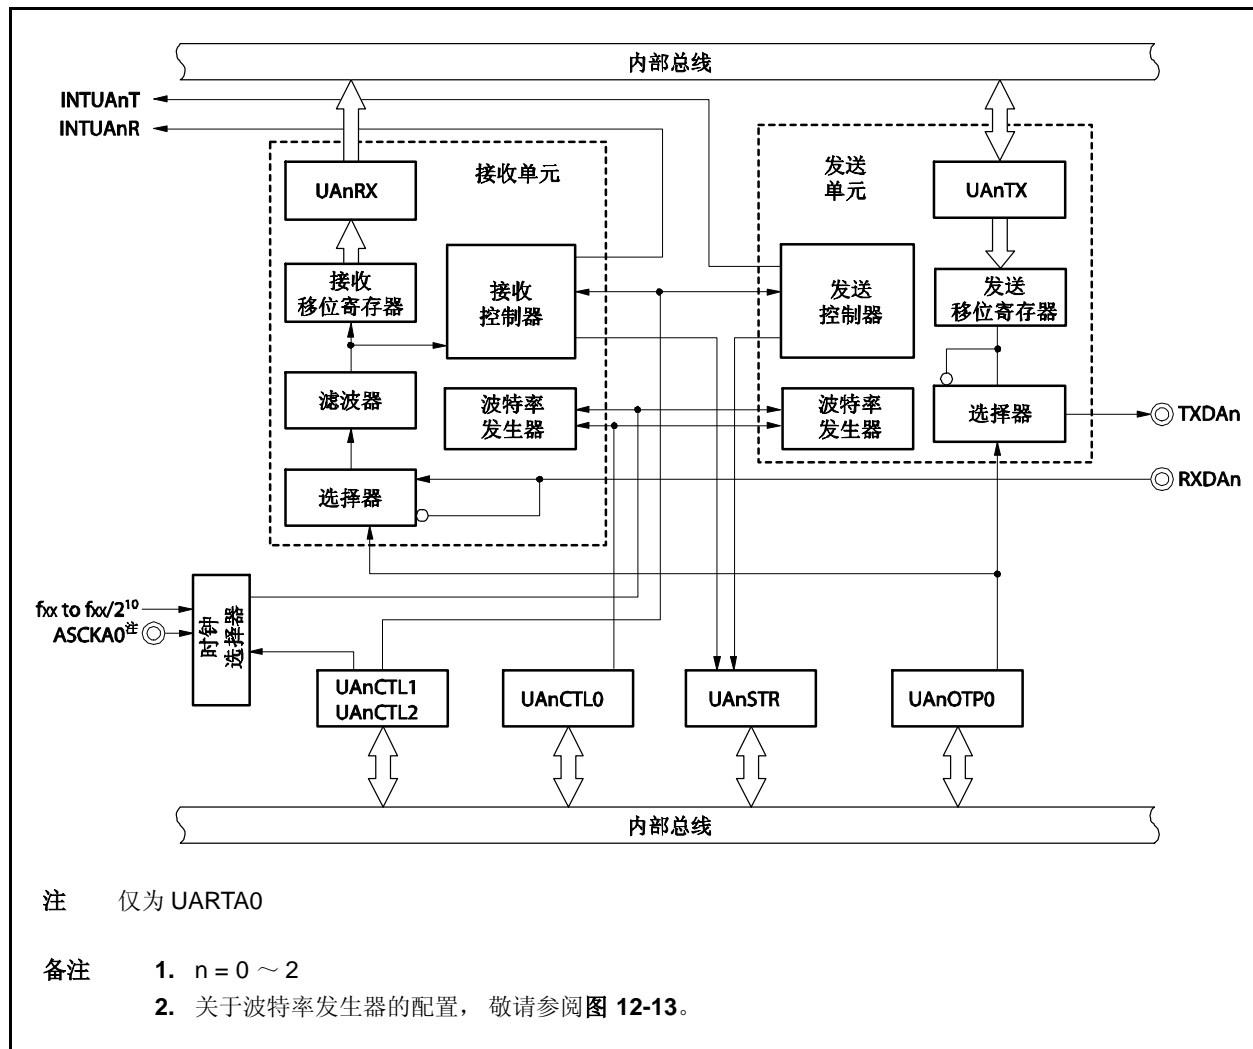 内部总线
INTUAnT
INTUAnR
接收单元
发送
单元
UAnRX
UAnTX
接收
移位寄存器
接收
控制器
发送
控制器
发送
移位寄存器
滤波器
波特率
发生器
波特率
发生器
选择器
TXDAn
选择器
RXDAn
fxx to fxx/2¹⁰
ASCKA0注
时钟
选择器
UAnCTL1
UAnCTL2
UAnCTL0
UAnSTR
UAnOTP0
内部总线
注 仅为 UARTA0
备注 1. n = 0 ～ 2
2. 关于波特率发生器的配置， 敬请参阅图 12-13。